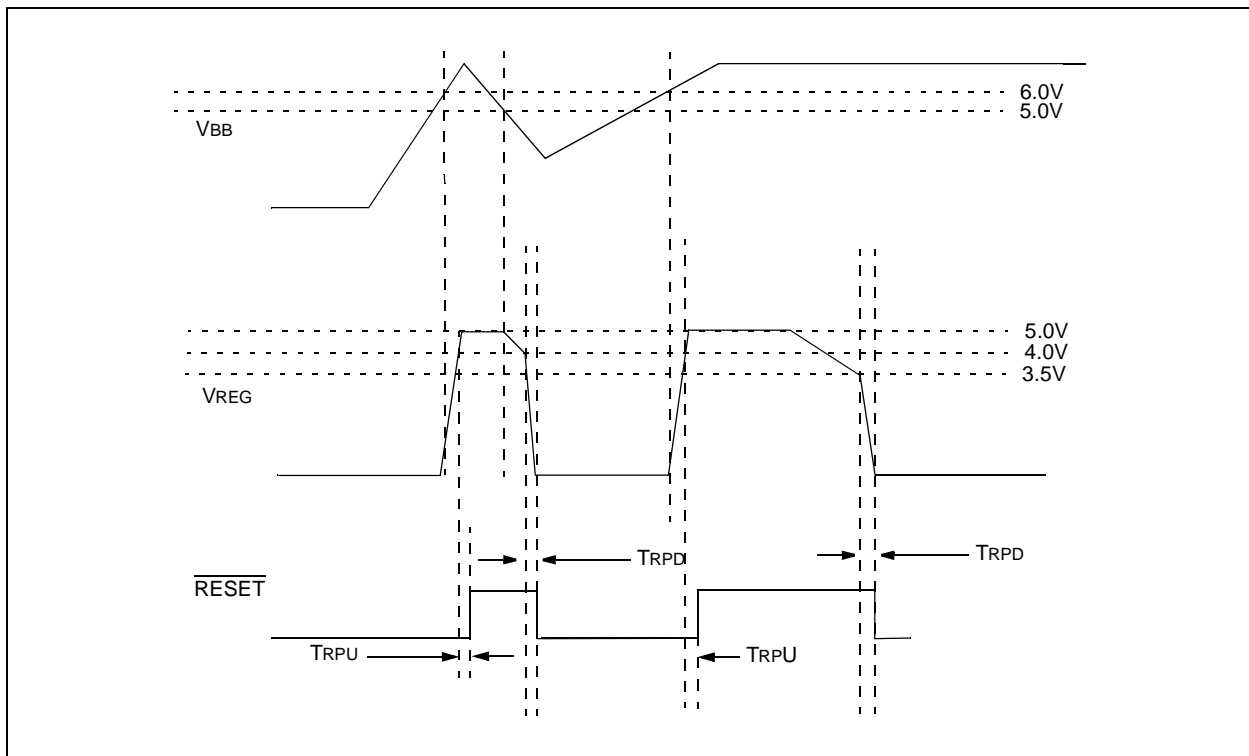 6.0V
5.0V
VBB
5.0V
4.0V
3.5V
VREG
TRPD
TRPD
RESET
TRPU
TRPU